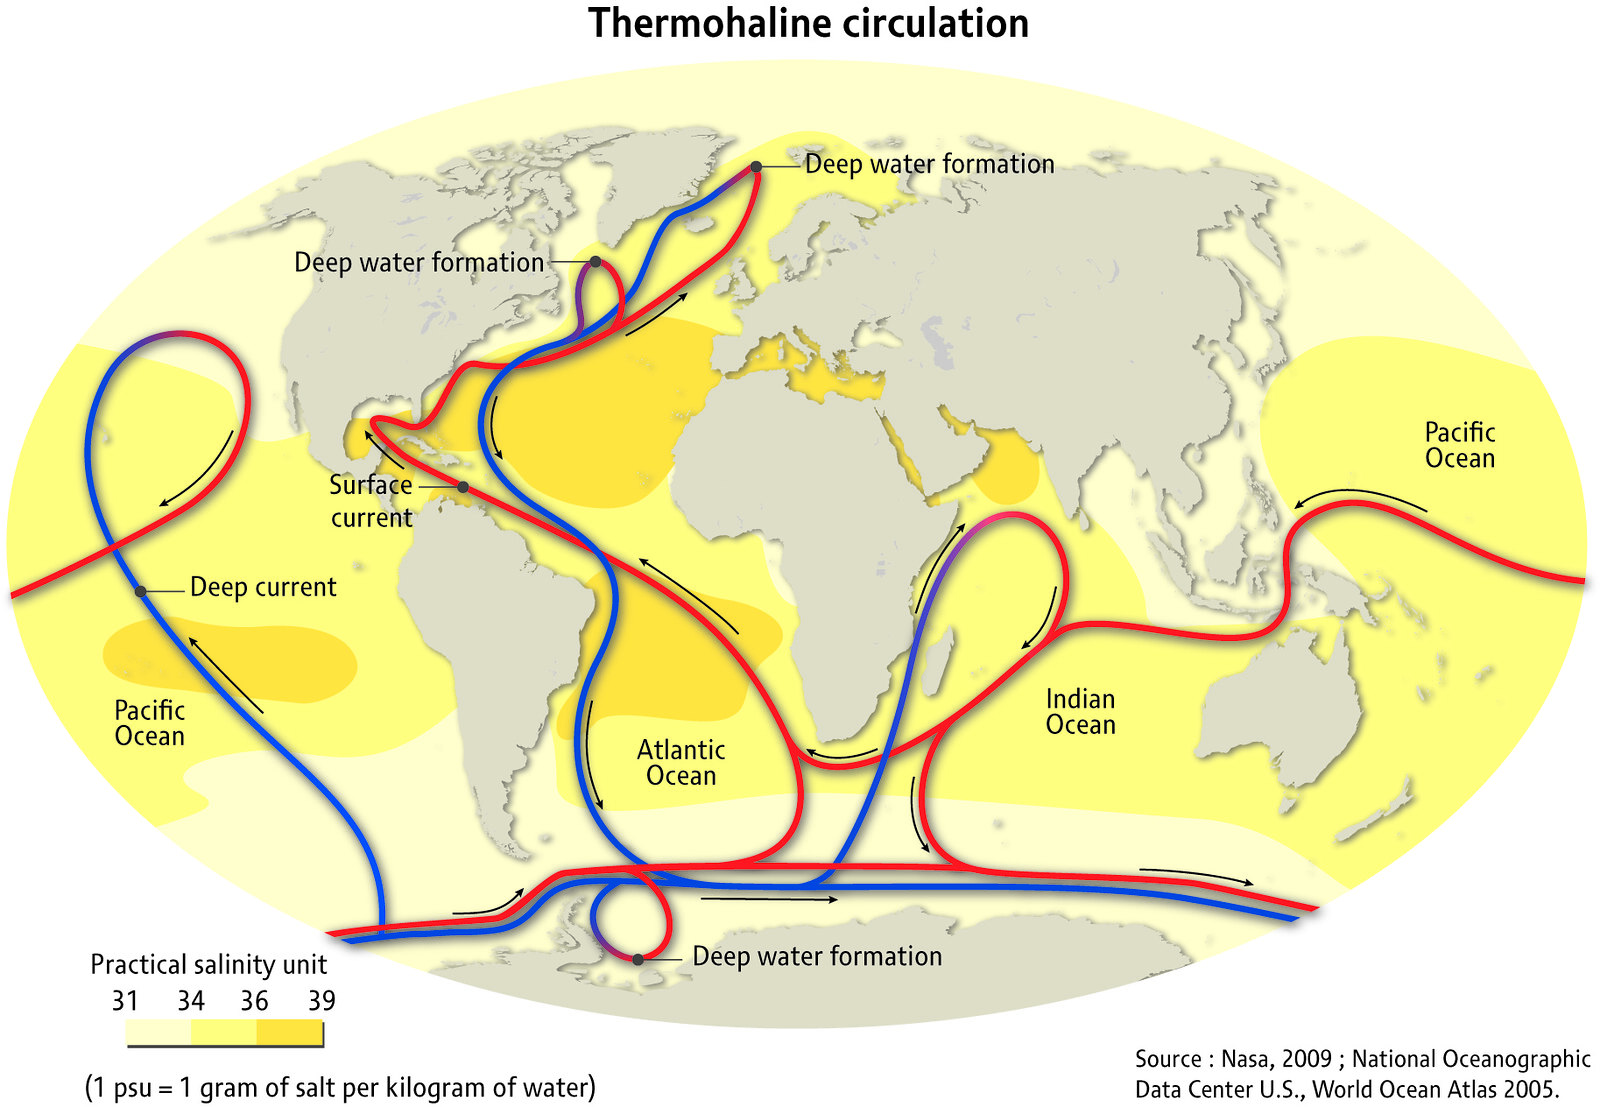 Thermohaline circulation
Deep water formation
Deep water formation
Surface
current
Deep current
Pacific
Ocean
Pacific
Ocean
Indian
Ocean
Atlantic
Ocean
Deep water formation
Practical salinity unit
31 34 36 39
(1 psu = 1 gram of salt per kilogram of water)
Source : Nasa, 2009 ; National Oceanographic
Data Center U.S., World Ocean Atlas 2005.